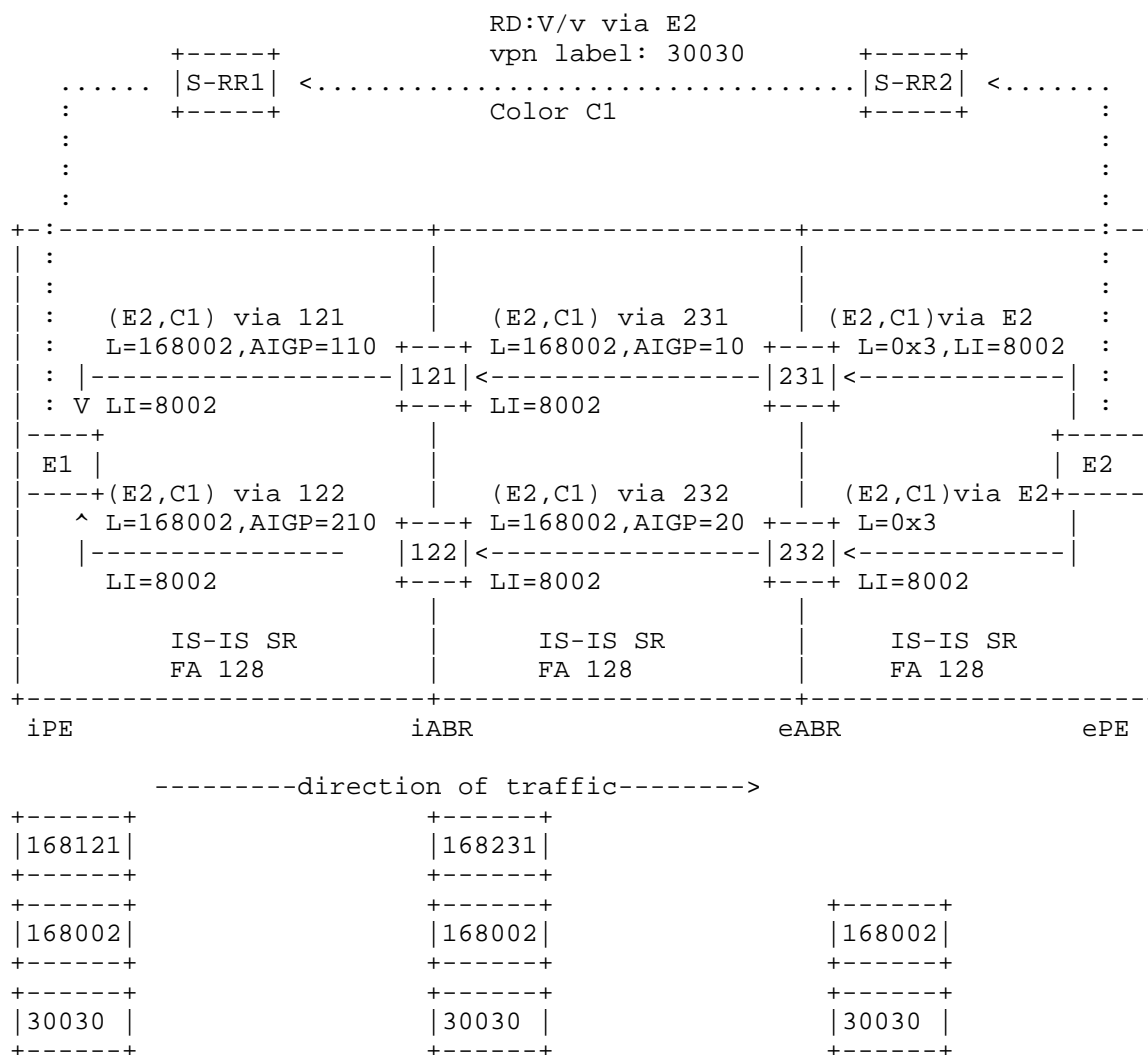 RD:V/v via E2
+-----+ vpn label: 30030 +-----+
...... |S-RR1| <..................................|S-RR2| <.......
: +-----+ Color C1 +-----+ :
: :
: :
: :
+-:-----------------------+----------------------+------------------:--
| : | | :
| : | | :
| : (E2,C1) via 121 | (E2,C1) via 231 | (E2,C1)via E2 :
| : L=168002,AIGP=110 +---+ L=168002,AIGP=10 +---+ L=0x3,LI=8002 :
| : |-------------------|121|<-----------------|231|<-------------| :
| : V LI=8002 +---+ LI=8002 +---+ | :
|----+ | | +-----
| E1 | | | | E2
|----+(E2,C1) via 122 | (E2,C1) via 232 | (E2,C1)via E2+-----
| ^ L=168002,AIGP=210 +---+ L=168002,AIGP=20 +---+ L=0x3 |
| |---------------- |122|<-----------------|232|<-------------|
| LI=8002 +---+ LI=8002 +---+ LI=8002
| | |
| IS-IS SR | IS-IS SR | IS-IS SR
| FA 128 | FA 128 | FA 128
+-------------------------+----------------------+---------------------
iPE iABR eABR ePE
---------direction of traffic-------->
+------+ +------+
|168121| |168231|
+------+ +------+
+------+ +------+ +------+
|168002| |168002| |168002|
+------+ +------+ +------+
+------+ +------+ +------+
|30030 | |30030 | |30030 |
+------+ +------+ +------+